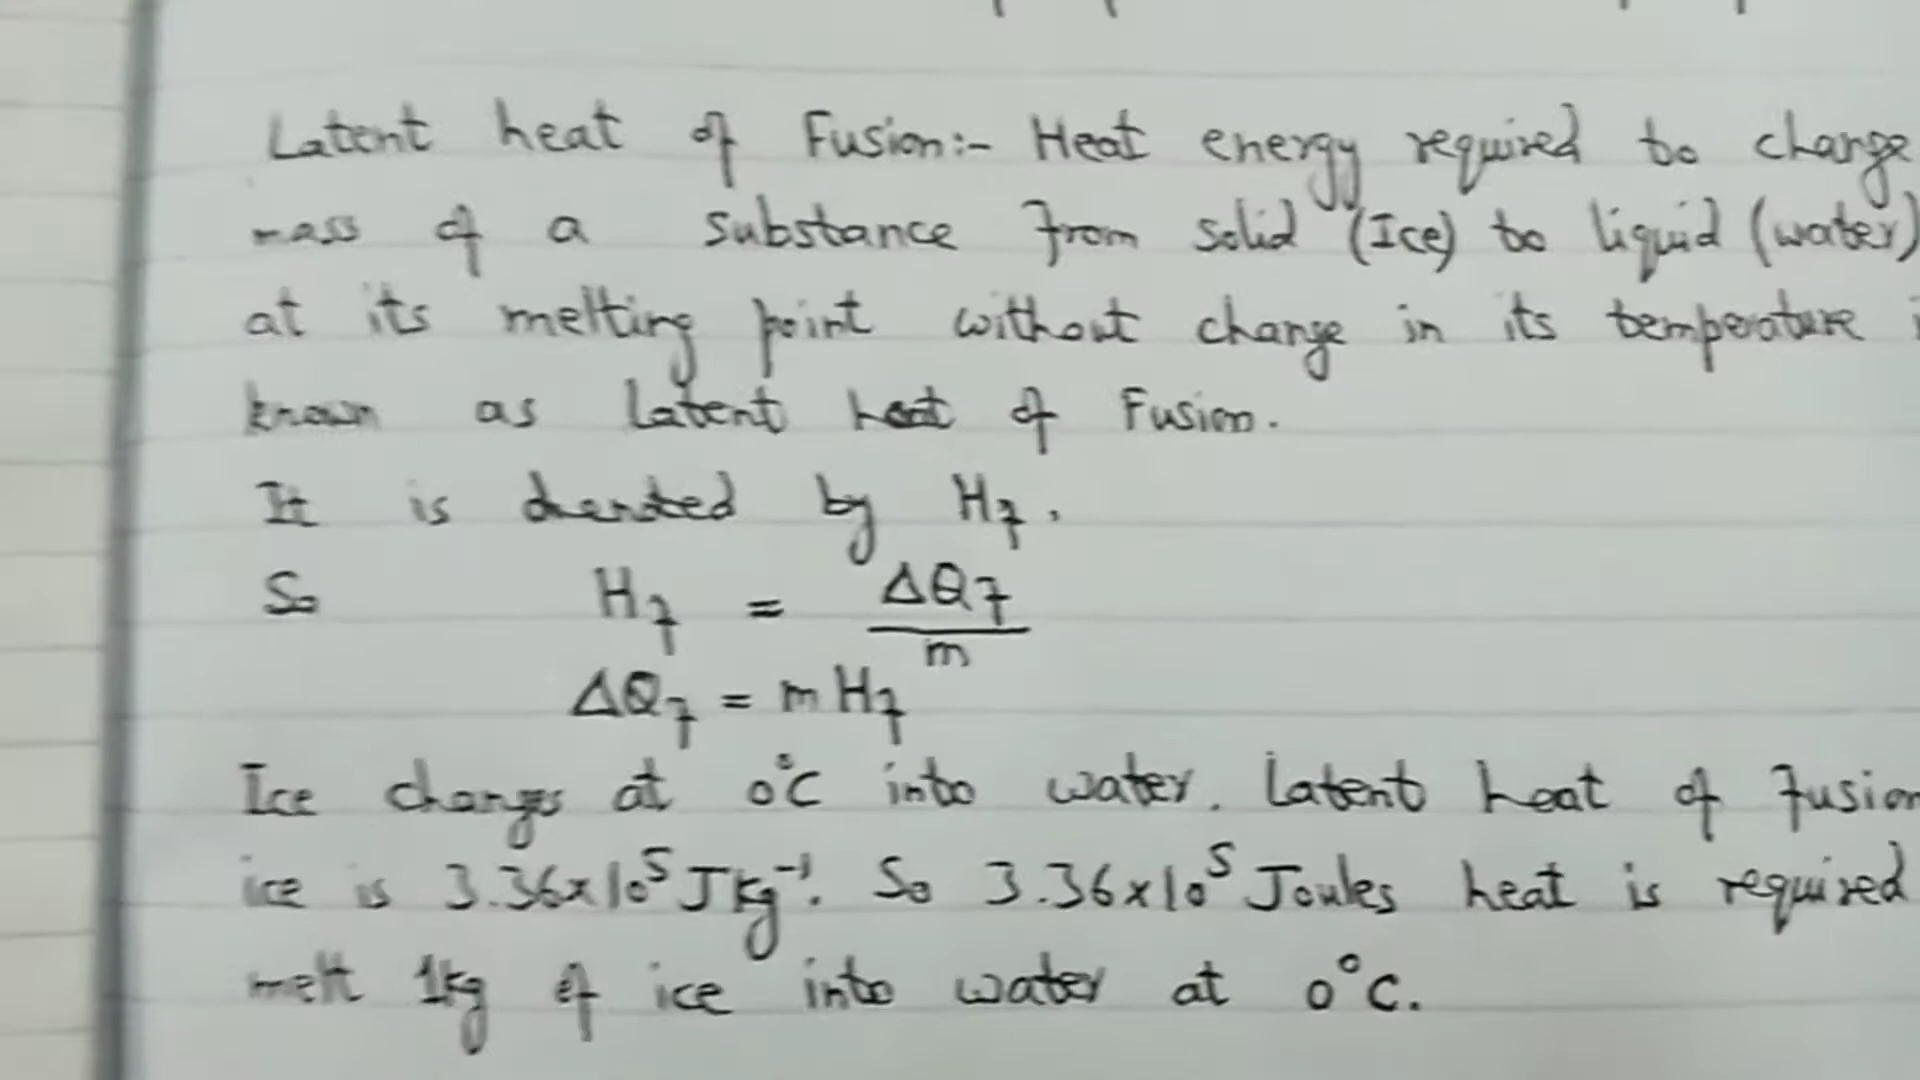 Latent heat of Fusion:- Heat energy required to change
mass of a substance from solid (Ice) to liquid (water)
at its melting point without change in its temperature
known as latent heat of Fusion.
It is denoted by Hf.
So Hf = ΔQf / m
ΔQf = m Hf
Ice changes at 0°C into water. Latent heat of fusion
ice is 3.36x10⁵ J kg⁻¹. So 3.36x10⁵ Joules heat is required
melt 1kg of ice into water at 0°C.